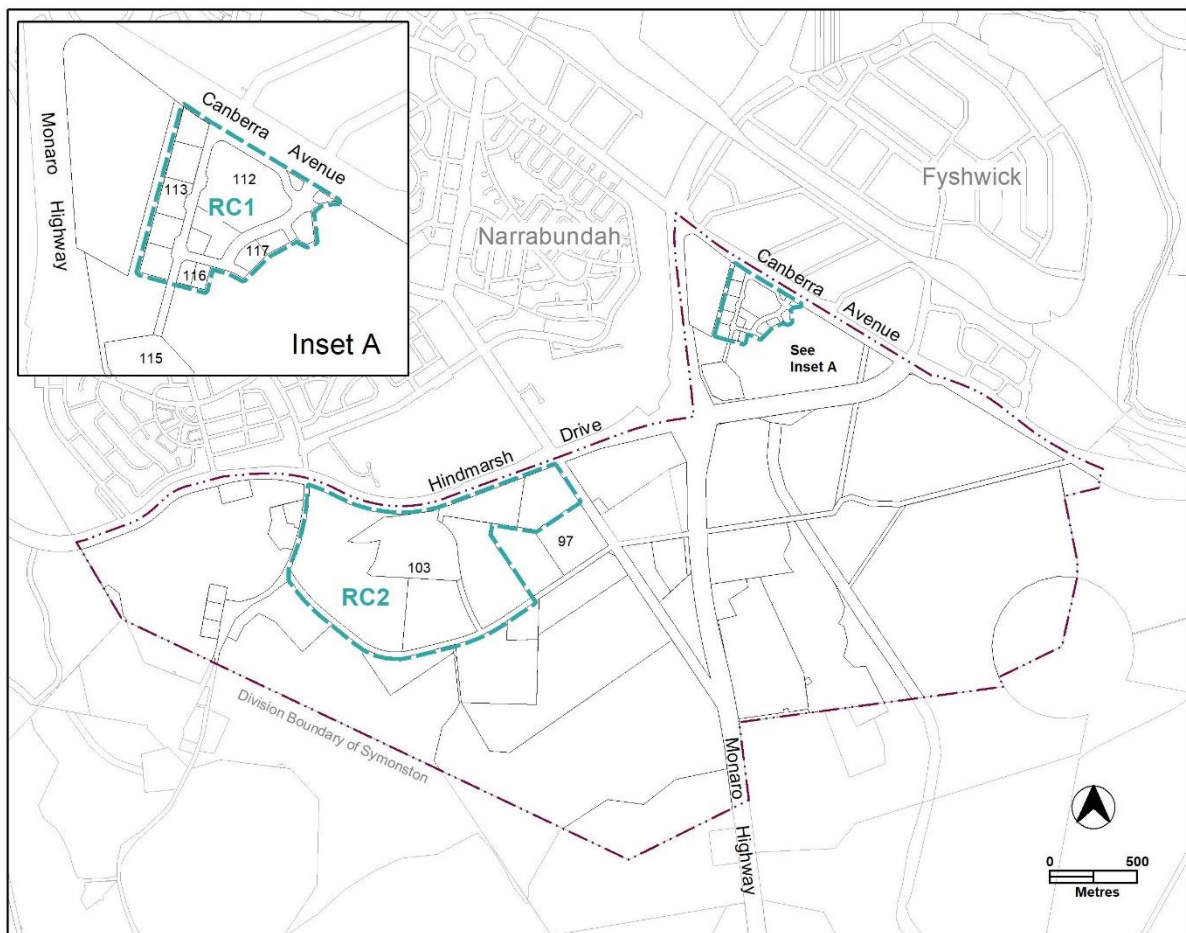 Canberra
Avenue
Monaro
Highway
113
112
RC1
117
116
115
Inset A
Fyshwick
Narrabundah
Canberra
Avenue
See
Inset A
Hindmarsh
Drive
97
103
RC2
Division Boundary of Symonston
Monaro
Highway
0 500
Metres